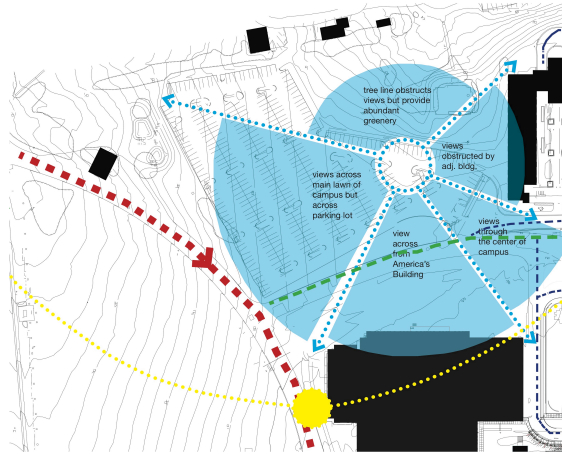 tree line obstructs
views but provide
abundant
greenery
views
obstructed by
adj. bldg.
views across
main lawn of
campus but
across
parking lot
view
across
from
America's
Building
views
through
the center of
campus